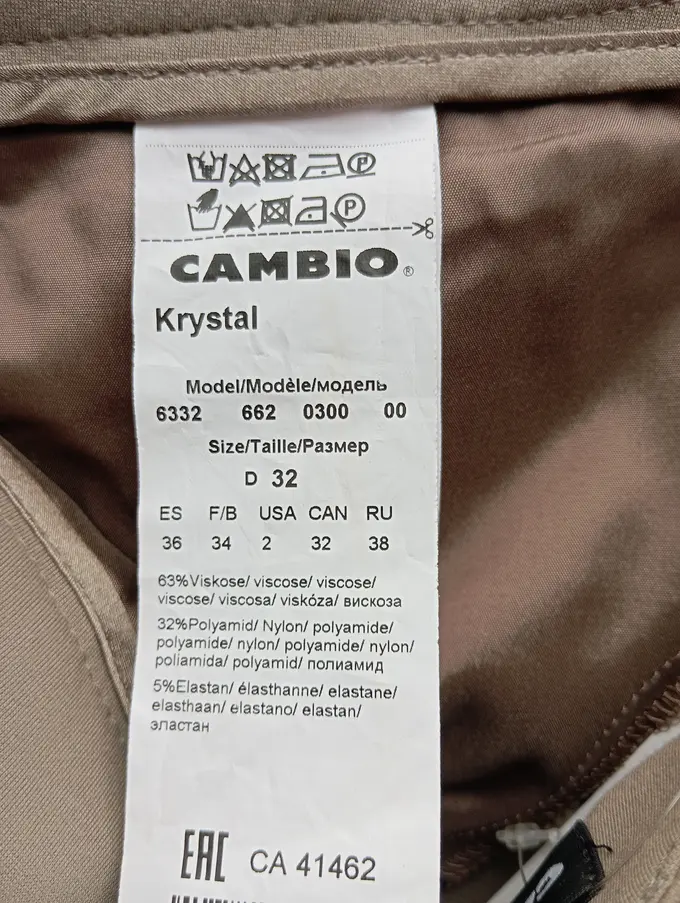 CAMBIO®
Krystal
Model/Modèle/модель
6332 662 0300 00
Size/Taille/Размер
D 32
ES F/B USA CAN RU
36 34 2 32 38
63%Viskose/ viscose/ viscose/
viscose/ viscosa/ viskóza/ вискоза
32%Polyamid/ Nylon/ polyamide/
polyamide/ nylon/ polyamide/ nylon/
poliamida/ polyamid/ полиамид
5%Elastan/ élasthanne/ elastane/
elasthaan/ elastano/ elastan/
эластан
EAC CA 41462